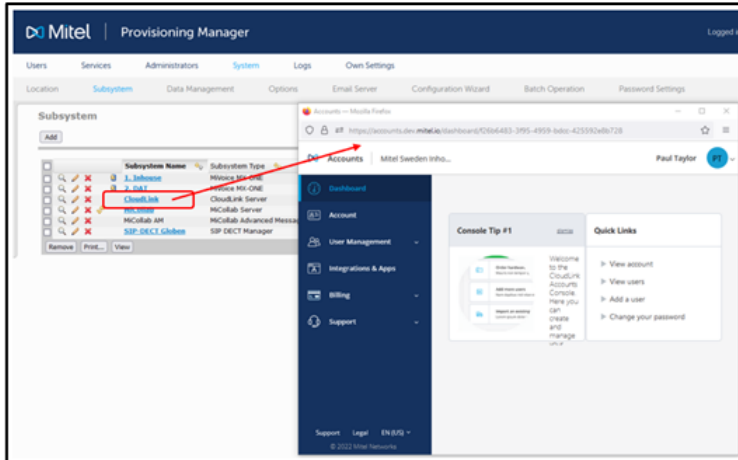 Mitel | Provisioning Manager
Logged i
Users Services Administrators System Logs Own Settings
Location Subsystem Data Management Options Email Server Configuration Wizard Batch Operation Password Settings
Subsystem
Add
Subsystem Name Subsystem Type
1. Inhouse MiVoice MX-ONE
2. DAT MiVoice MX-ONE
CloudLink CloudLink Server
MiCollab MiCollab Server
MiCollab AM MiCollab Advanced Messa
SIP-DECT Globen SIP DECT Manager
Remove Print... View
Accounts — Mozilla Firefox
Accounts | Mitel Sweden Inho...
Paul Taylor PT
Dashboard
Account
User Management
Integrations & Apps
Billing
Support
Console Tip #1
Welcome
to the
CloudLink
Accounts
Console.
Here you
can
create
and
manage
your
Quick Links
View account
View users
Add a user
Change your password
Support Legal EN (US)
© 2022 Mitel Networks